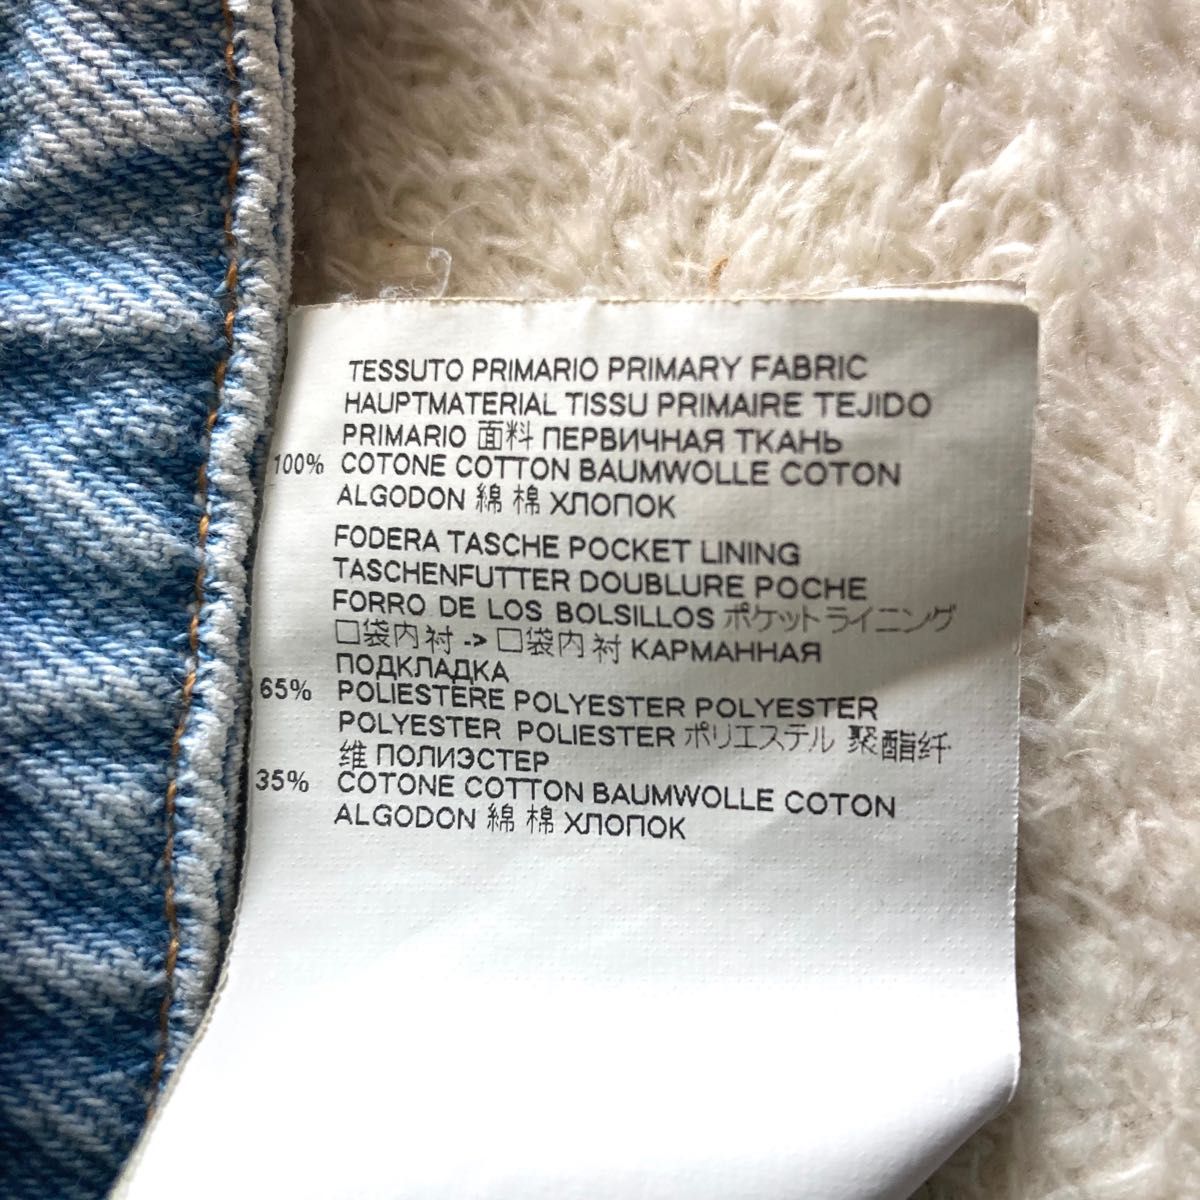 TESSUTO PRIMARIO PRIMARY FABRIC
HAUPTMATERIAL TISSU PRIMAIRE TEJIDO
PRIMARIO 面料 ПЕРВИЧНАЯ ТКАНЬ
100% COTONE COTTON BAUMWOLLE COTON
ALGODON 綿 棉 ХЛОПОК
FODERA TASCHE POCKET LINING
TASCHENFUTTER DOUBLURE POCHE
FORRO DE LOS BOLSILLOS ポケットライニング
口袋内衬 -> 口袋内衬 КАРМАННАЯ
ПОДКЛАДКА
65% POLIESTERE POLYESTER POLYESTER
POLYESTER POLIESTER ポリエステル 聚酯纤
维 ПОЛИЭСТЕР
35% COTONE COTTON BAUMWOLLE COTON
ALGODON 綿 棉 ХЛОПОК